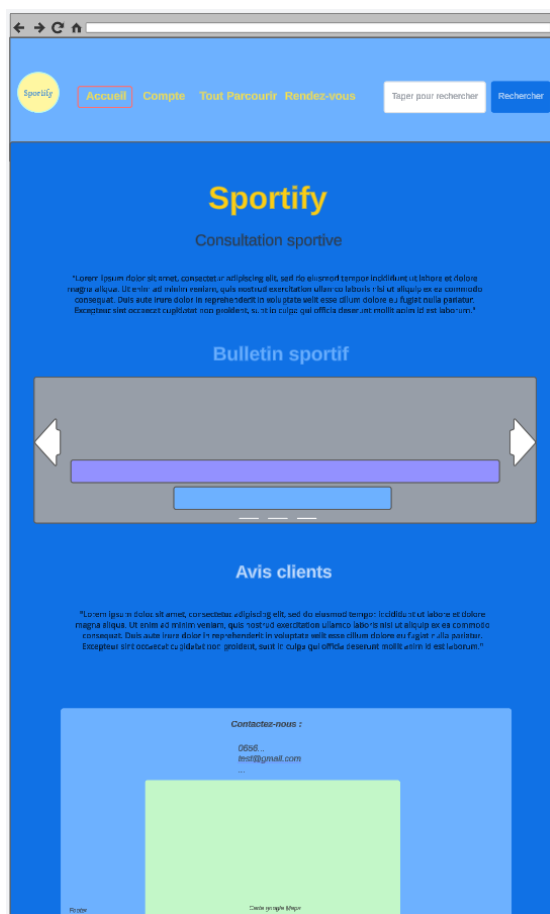 Sportify
Accueil Compte Tout Parcourir Rendez-vous
Taper pour rechercher
Rechercher
Sportify
Consultation sportive
"Lorem ipsum dolor sit amet, consectetur adipiscing elit, sed do eiusmod tempor incididunt ut labore et dolore
magna aliqua. Ut enim ad minim veniam, quis nostrud exercitation ullamco laboris nisi ut aliquip ex ea commodo
consequat. Duis aute irure dolor in reprehenderit in voluptate velit esse cillum dolore eu fugiat nulla pariatur.
Excepteur sint occaecat cupidatat non proident, sunt in culpa qui officia deserunt mollit anim id est laborum."
Bulletin sportif
Avis clients
"Lorem ipsum dolor sit amet, consectetur adipiscing elit, sed do eiusmod tempor incididunt ut labore et dolore
magna aliqua. Ut enim ad minim veniam, quis nostrud exercitation ullamco laboris nisi ut aliquip ex ea commodo
consequat. Duis aute irure dolor in reprehenderit in voluptate velit esse cillum dolore eu fugiat nulla pariatur.
Excepteur sint occaecat cupidatat non proident, sunt in culpa qui officia deserunt mollit anim id est laborum."
Contactez-nous :
0656...
test@gmail.com
...
Footer
Carte google Maps